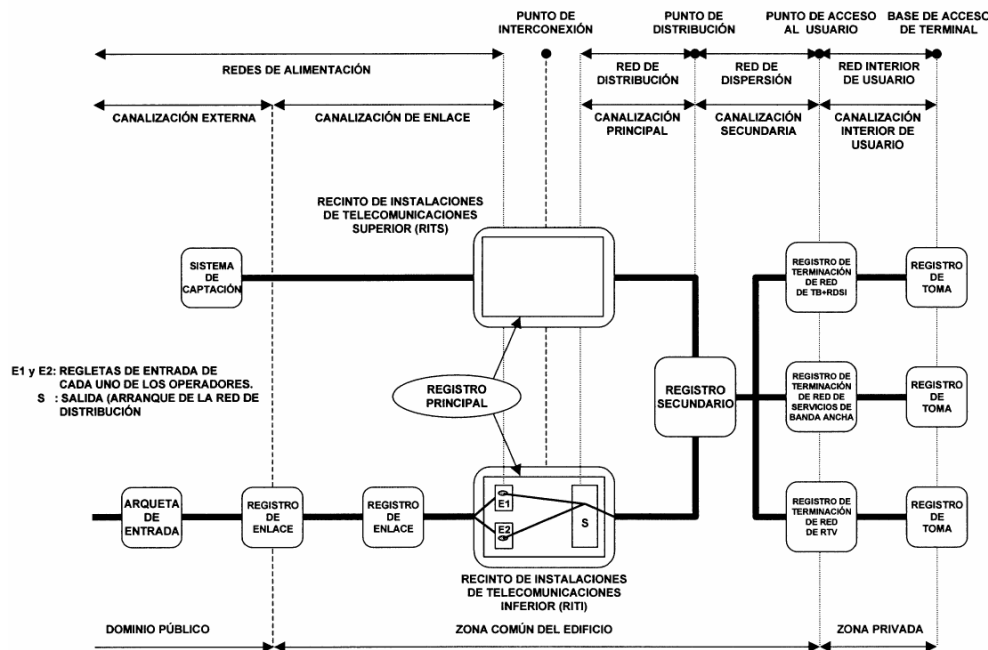 PUNTO DE
INTERCONEXIÓN
PUNTO DE
DISTRIBUCIÓN
PUNTO DE ACCESO
AL USUARIO
BASE DE ACCESO
DE TERMINAL
REDES DE ALIMENTACIÓN
RED DE
DISTRIBUCIÓN
RED DE
DISPERSIÓN
RED INTERIOR
DE USUARIO
CANALIZACIÓN EXTERNA
CANALIZACIÓN DE ENLACE
CANALIZACIÓN
PRINCIPAL
CANALIZACIÓN
SECUNDARIA
CANALIZACIÓN
INTERIOR DE
USUARIO
RECINTO DE INSTALACIONES
DE TELECOMUNICACIONES
SUPERIOR (RITS)
SISTEMA
DE
CAPTACIÓN
REGISTRO DE
TERMINACIÓN
DE RED
DE TB+RDSI
REGISTRO
DE
TOMA
E1 y E2: REGLETAS DE ENTRADA DE
CADA UNO DE LOS OPERADORES.
S : SALIDA (ARRANQUE DE LA RED DE
DISTRIBUCIÓN
REGISTRO
PRINCIPAL
REGISTRO
SECUNDARIO
REGISTRO DE
TERMINACIÓN
DE RED DE
SERVICIOS DE
BANDA ANCHA
REGISTRO
DE
TOMA
ARQUETA
DE
ENTRADA
REGISTRO
DE
ENLACE
REGISTRO
DE
ENLACE
E1
E2
S
REGISTRO DE
TERMINACIÓN
DE RED
DE RTV
REGISTRO
DE
TOMA
RECINTO DE INSTALACIONES
DE TELECOMUNICACIONES
INFERIOR (RITI)
DOMINIO PÚBLICO
ZONA COMÚN DEL EDIFICIO
ZONA PRIVADA